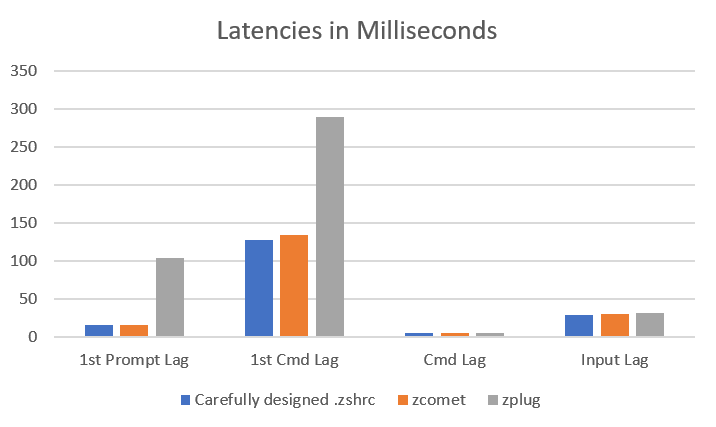 Latencies in Milliseconds
350
300
250
200
150
100
50
0
1st Prompt Lag 1st Cmd Lag Cmd Lag Input Lag
Carefully designed .zshrc zcomet zplug